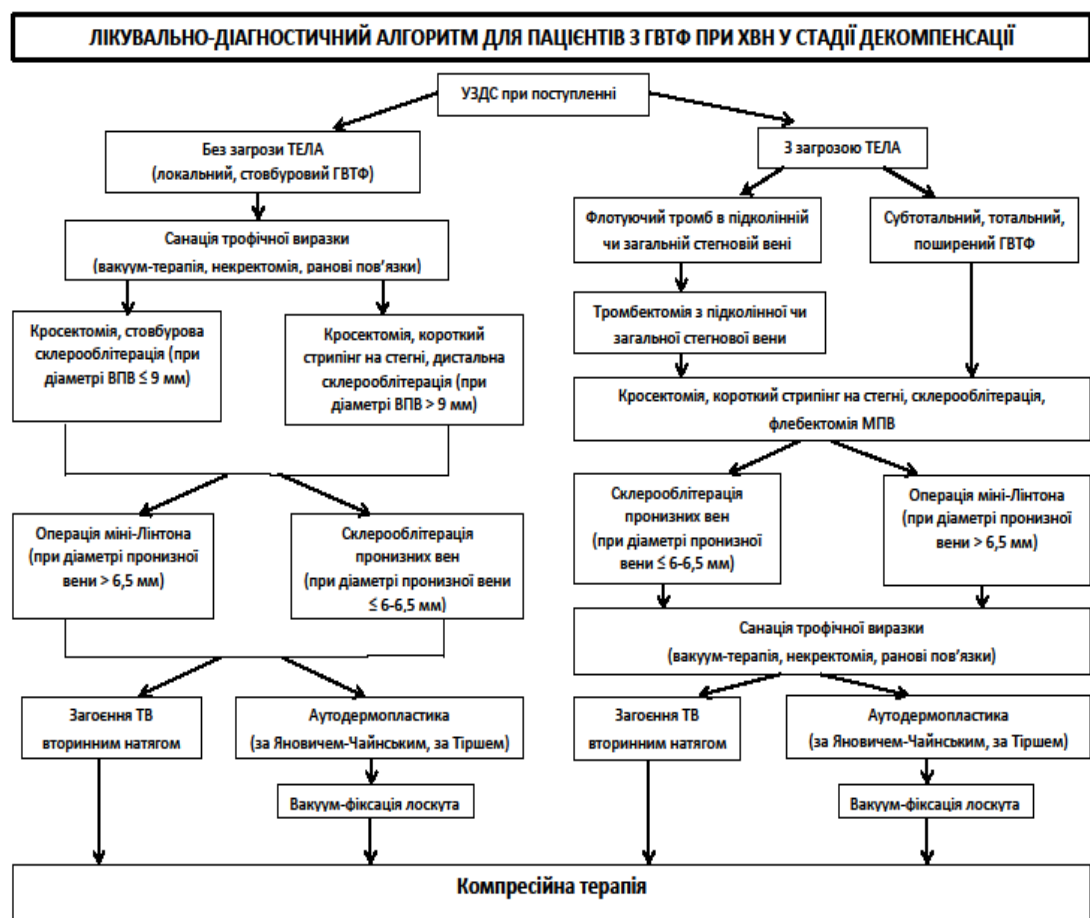 ЛІКУВАЛЬНО-ДІАГНОСТИЧНИЙ АЛГОРИТМ ДЛЯ ПАЦІЄНТІВ З ГВТФ ПРИ ХВН У СТАДІЇ ДЕКОМПЕНСАЦІЇ
УЗДС при поступленні
Без загрози ТЕЛА
(локальний, стовбуровий ГВТФ)
З загрозою ТЕЛА
Санація трофічної виразки
(вакуум-терапія, некректомія, ранові пов'язки)
Флотуючий тромб в підколінній
чи загальній стегновій вені
Субтотальний, тотальний,
поширений ГВТФ
Тромбектомія з підколінної чи
загальної стегнової вени
Кросектомія, стовбурова
склерооблітерація (при
діаметрі ВПВ ≤ 9 мм)
Кросектомія, короткий
стрипінг на стегні, дистальна
склерооблітерація (при
діаметрі ВПВ > 9 мм)
Кросектомія, короткий стрипінг на стегні, склерооблітерація,
флебектомія МПВ
Операція міні-Лінтона
(при діаметрі пронизної
вени > 6,5 мм)
Склерооблітерація
пронизних вен
(при діаметрі пронизної вени
≤ 6-6,5 мм)
Склерооблітерація
пронизних вен
(при діаметрі пронизної
вени ≤ 6-6,5 мм)
Операція міні-Лінтона
(при діаметрі пронизної
вени > 6,5 мм)
Санація трофічної виразки
(вакуум-терапія, некректомія, ранові пов'язки)
Загоєння ТВ
вторинним натягом
Аутодермопластика
(за Яновичем-Чайнським, за Тіршем)
Загоєння ТВ
вторинним натягом
Аутодермопластика
(за Яновичем-Чайнським, за Тіршем)
Вакуум-фіксація лоскута
Вакуум-фіксація лоскута
Компресійна терапія